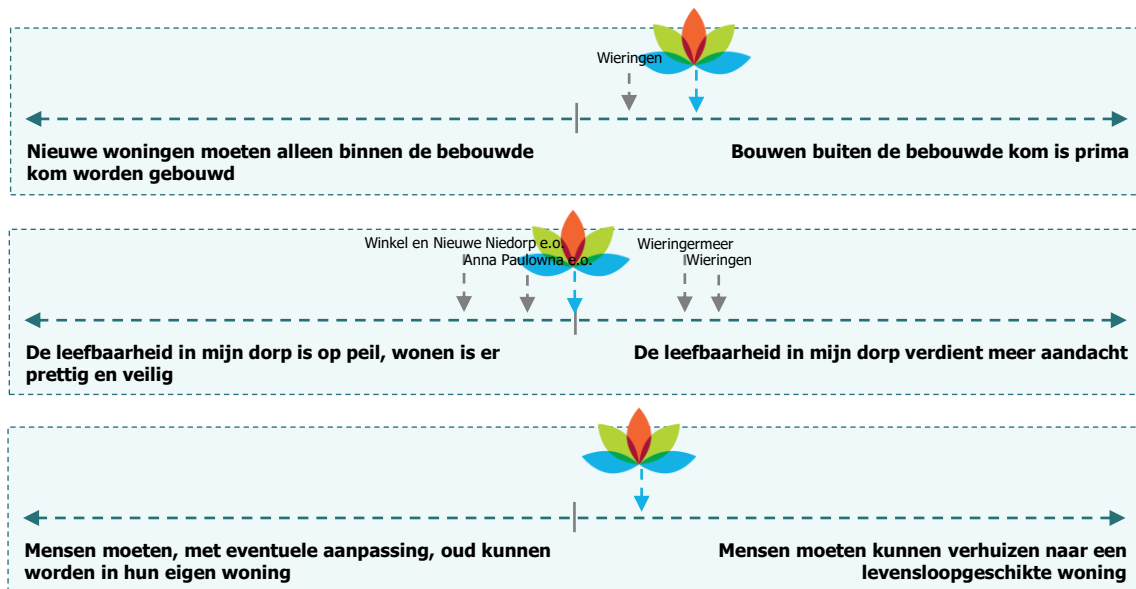 Wieringen
Nieuwe woningen moeten alleen binnen de bebouwde
kom worden gebouwd
Bouwen buiten de bebouwde kom is prima
Winkel en Nieuwe Niedorp e.o.
Anna Paulowna e.o.
Wieringermeer
Wieringen
De leefbaarheid in mijn dorp is op peil, wonen is er
prettig en veilig
De leefbaarheid in mijn dorp verdient meer aandacht
Mensen moeten, met eventuele aanpassing, oud kunnen
worden in hun eigen woning
Mensen moeten kunnen verhuizen naar een
levensloopgeschikte woning